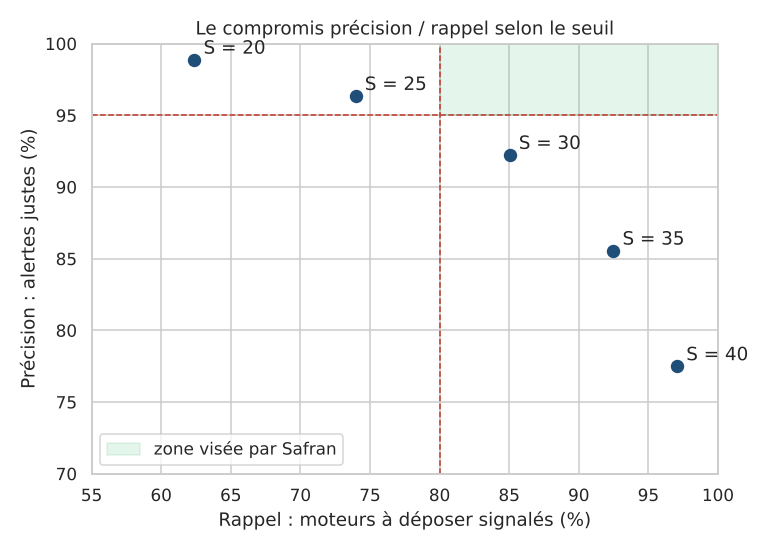 Le compromis précision / rappel selon le seuil
100
95
90
85
80
75
70
Précision : alertes justes (%)
S = 20
S = 25
S = 30
S = 35
S = 40
zone visée par Safran
55 60 65 70 75 80 85 90 95 100
Rappel : moteurs à déposer signalés (%)